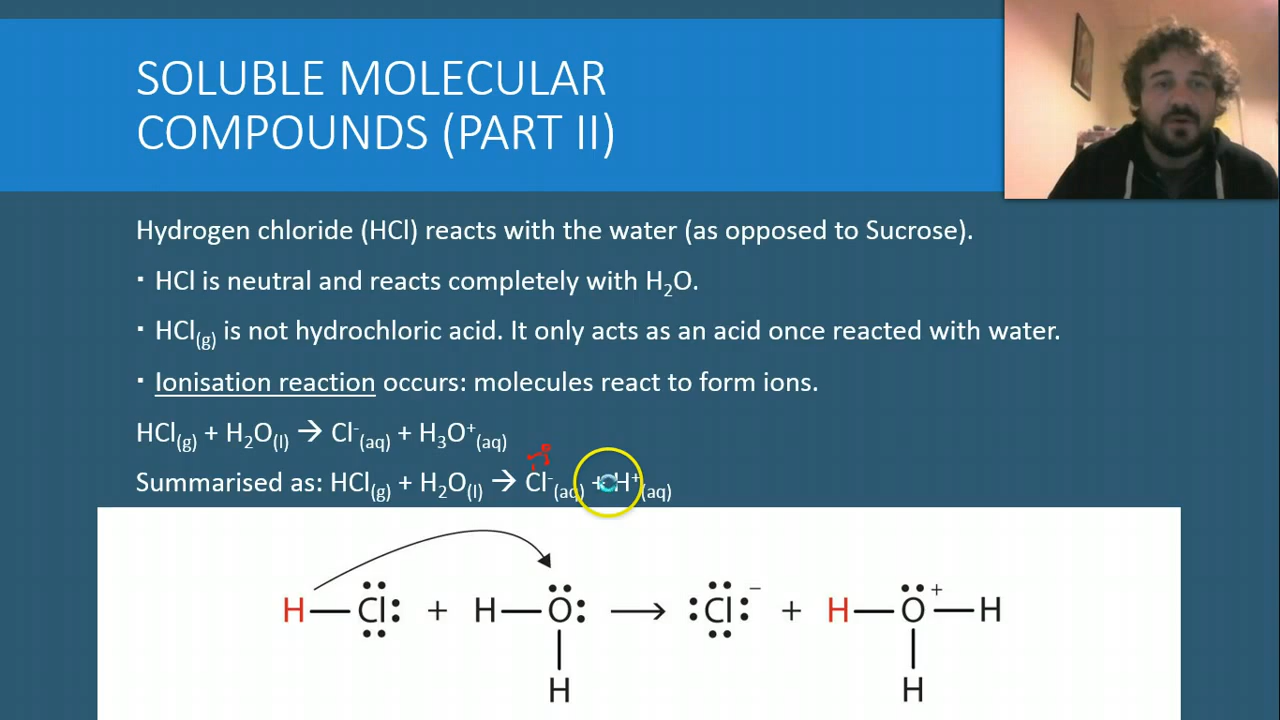 SOLUBLE MOLECULAR
COMPOUNDS (PART II)
Hydrogen chloride (HCl) reacts with the water (as opposed to Sucrose).
▪ HCl is neutral and reacts completely with H₂O.
▪ HCl(g) is not hydrochloric acid. It only acts as an acid once reacted with water.
▪ Ionisation reaction occurs: molecules react to form ions.
HCl(g) + H₂O(l) → Cl⁻(aq) + H₃O⁺(aq)
Summarised as: HCl(g) + H₂O(l) → Cl⁻(aq) + H⁺(aq)
H—Cl: + H—O: ⟶ :Cl:⁻ + H—O⁺—H
H H